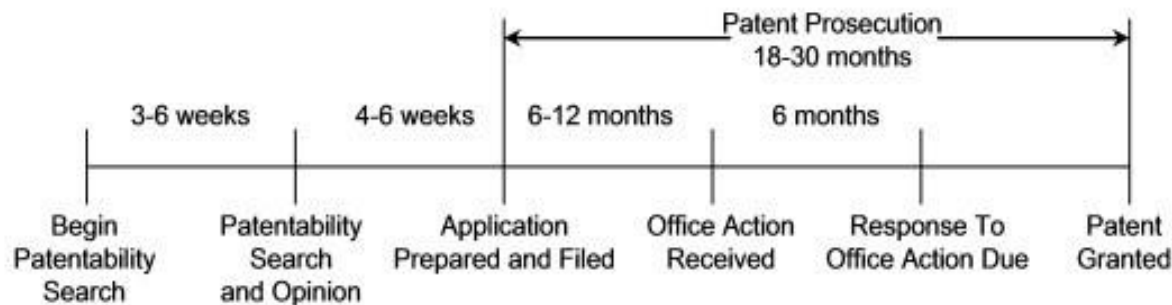 Patent Prosecution
18-30 months
3-6 weeks
4-6 weeks
6-12 months
6 months
Begin
Patentability
Search
Patentability
Search
and Opinion
Application
Prepared and Filed
Office Action
Received
Response To
Office Action Due
Patent
Granted